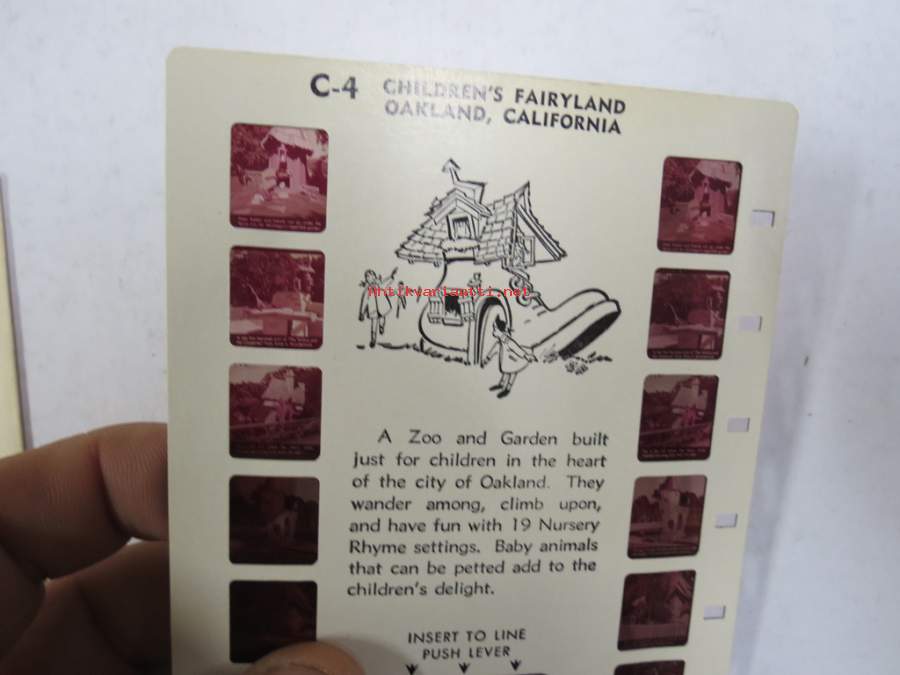 C-4 CHILDREN'S FAIRYLAND
OAKLAND, CALIFORNIA
antikvariaatti.net
A Zoo and Garden built
just for children in the heart
of the city of Oakland. They
wander among, climb upon,
and have fun with 19 Nursery
Rhyme settings. Baby animals
that can be petted add to the
children's delight.
INSERT TO LINE
PUSH LEVER